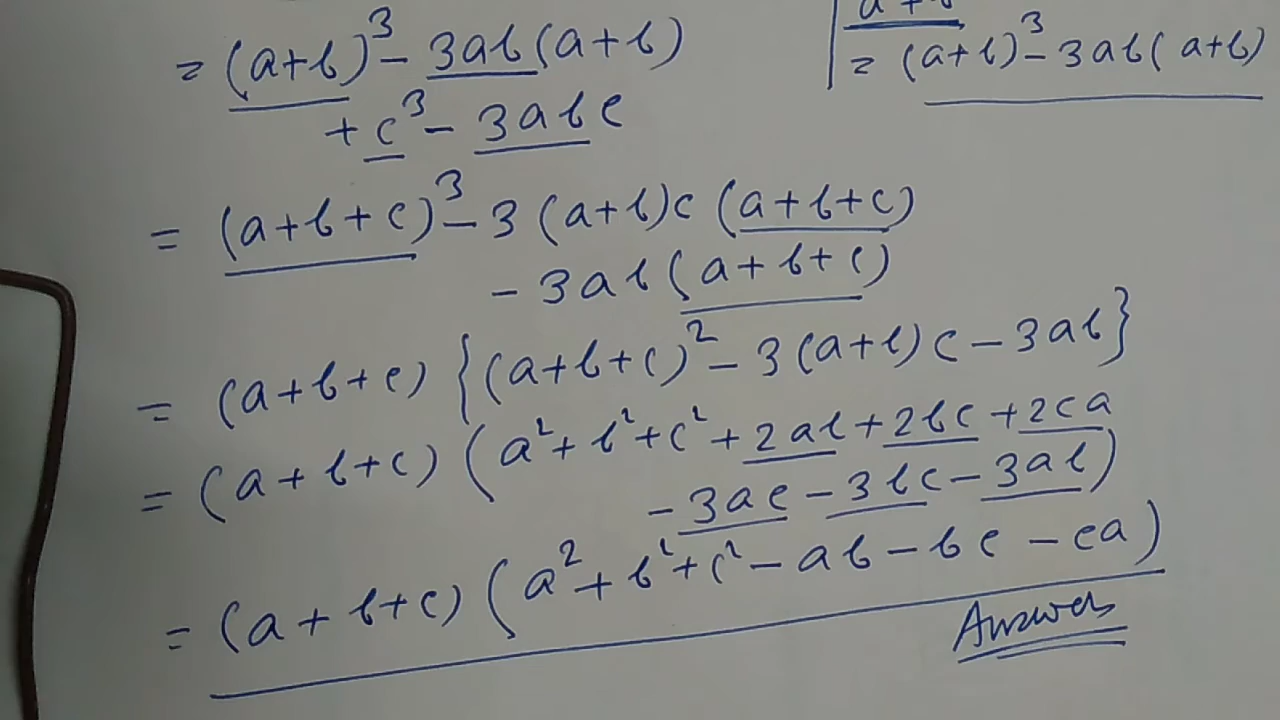 = (a+b)³ - 3ab(a+b)
+ c³ - 3abc
= (a+b)³ - 3ab(a+b)
= (a+b+c)³ - 3(a+b)c(a+b+c)
- 3ab(a+b+c)
= (a+b+c) {(a+b+c)² - 3(a+b)c - 3ab}
= (a+b+c) (a² + b² + c² + 2ab + 2bc + 2ca
- 3ac - 3bc - 3ab)
= (a+b+c) (a² + b² + c² - ab - bc - ca)
Answer